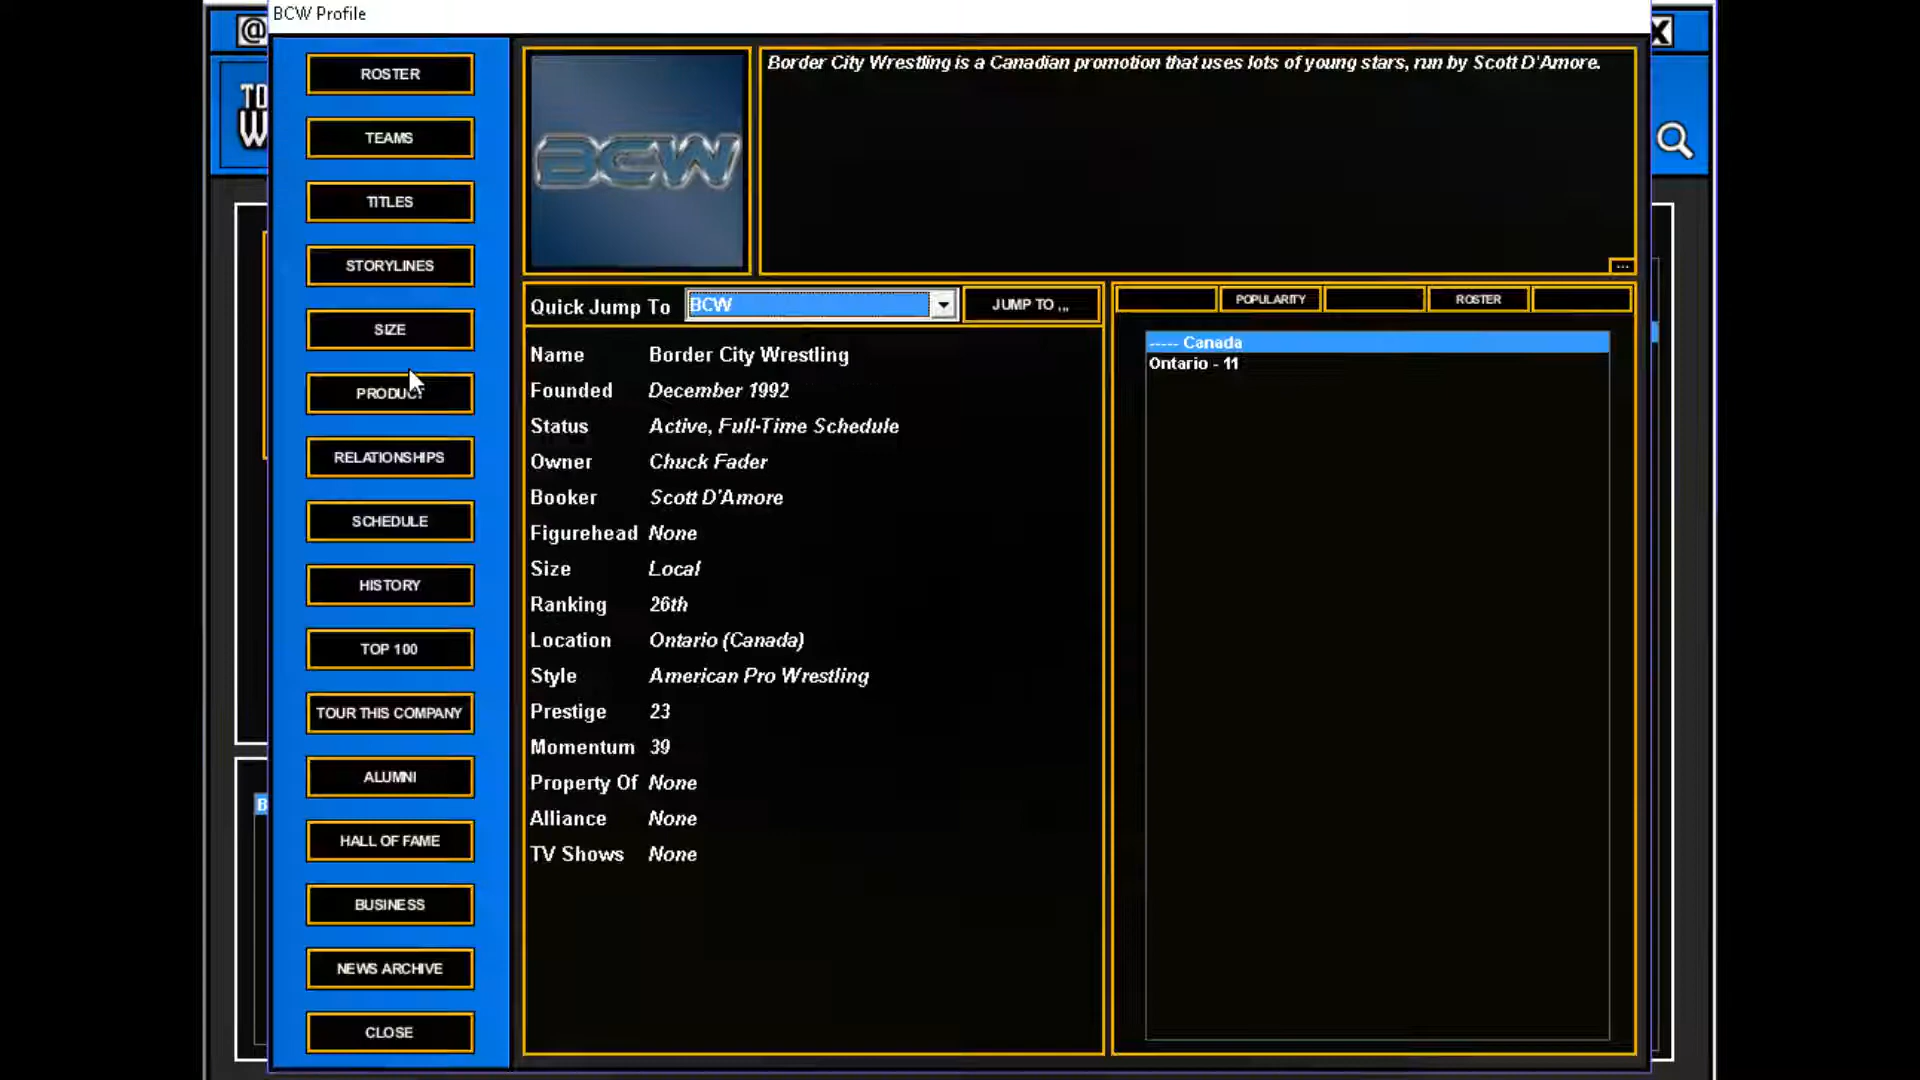 BCW Profile
@
X
TO
W
ROSTER
TEAMS
TITLES
STORYLINES
SIZE
PRODUCT
RELATIONSHIPS
SCHEDULE
HISTORY
TOP 100
TOUR THIS COMPANY
ALUMNI
HALL OF FAME
BUSINESS
NEWS ARCHIVE
CLOSE
B
BCW
Border City Wrestling is a Canadian promotion that uses lots of young stars, run by Scott D'Amore.
...
Quick Jump To BCW JUMP TO ...
Name Border City Wrestling
Founded December 1992
Status Active, Full-Time Schedule
Owner Chuck Fader
Booker Scott D'Amore
Figurehead None
Size Local
Ranking 26th
Location Ontario (Canada)
Style American Pro Wrestling
Prestige 23
Momentum 39
Property Of None
Alliance None
TV Shows None
POPULARITY ROSTER
----- Canada
Ontario - 11